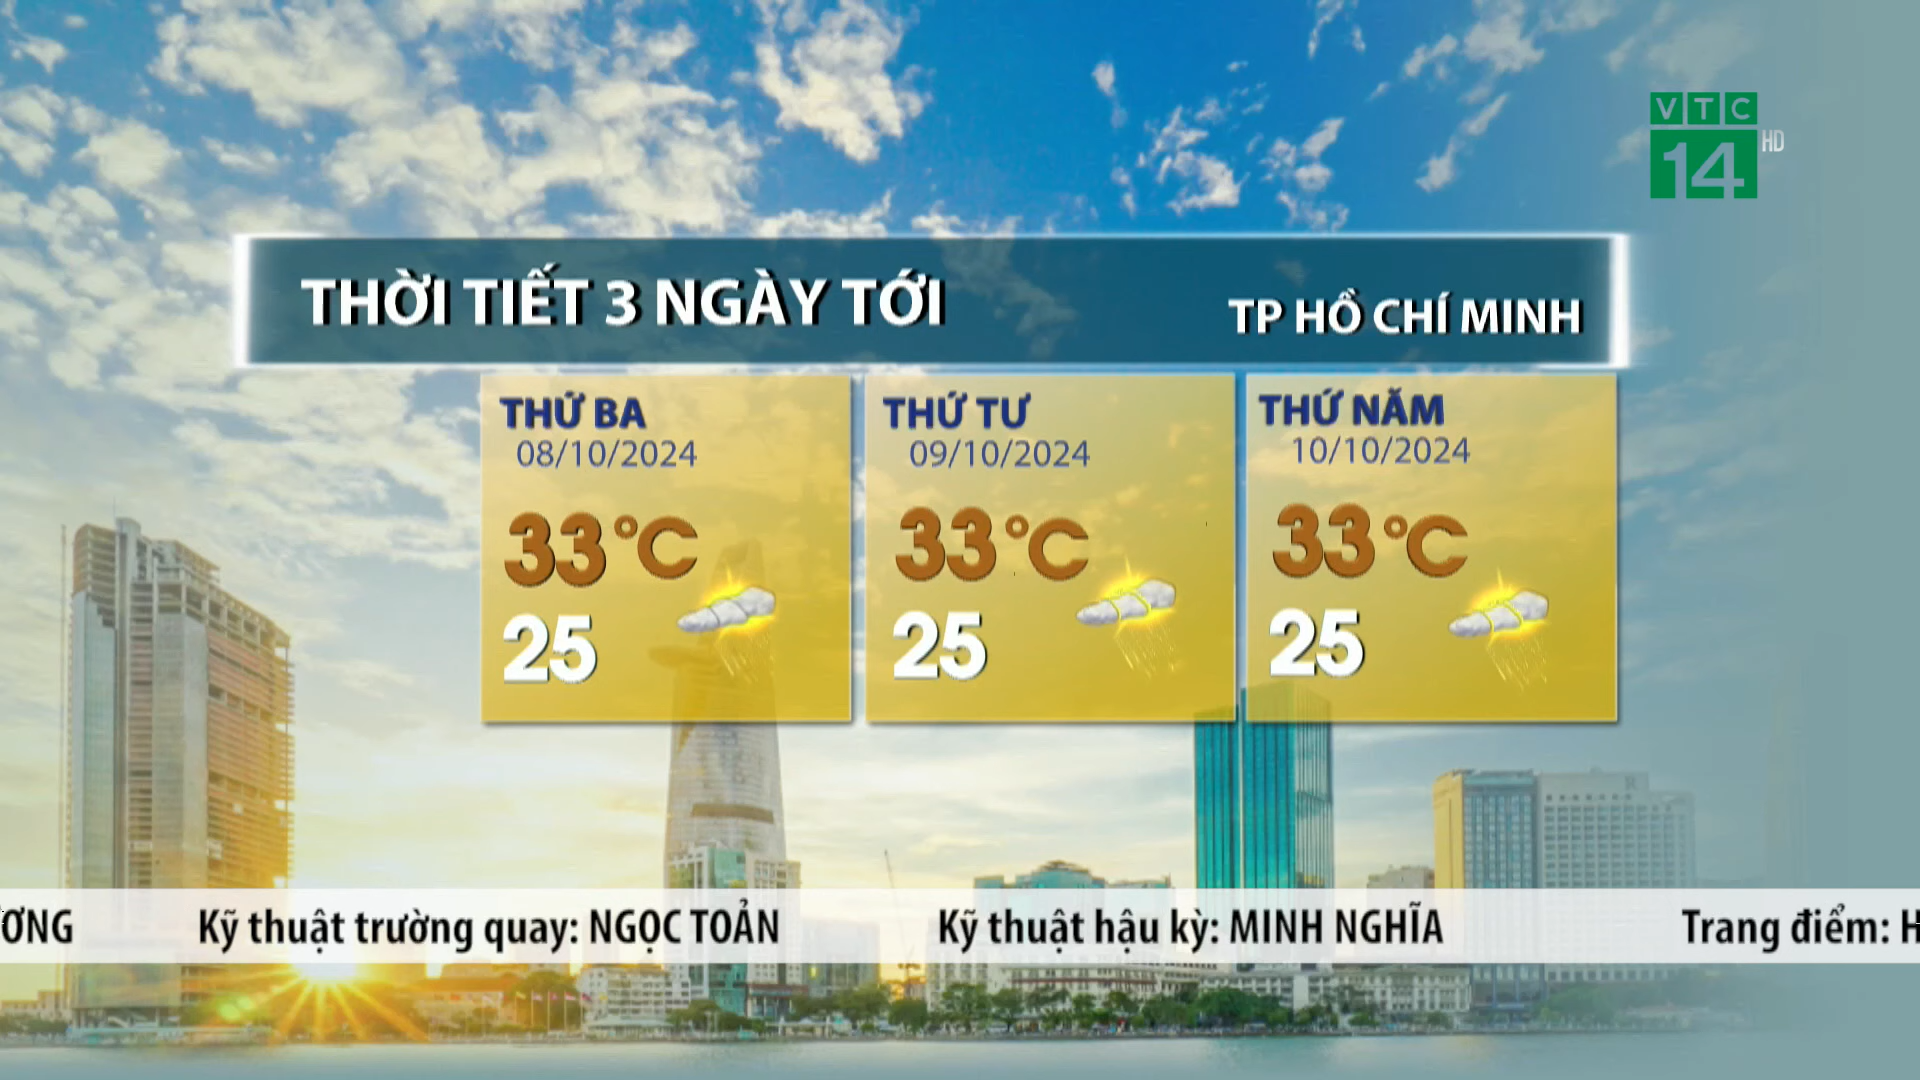 VTC
14 HD
THỜI TIẾT 3 NGÀY TỚI
TP HỒ CHÍ MINH
THỨ BA
08/10/2024
33°C
25
THỨ TƯ
09/10/2024
33°C
25
THỨ NĂM
10/10/2024
33°C
25
ƯƠNG Kỹ thuật trường quay: NGỌC TOẢN Kỹ thuật hậu kỳ: MINH NGHĨA Trang điểm: H